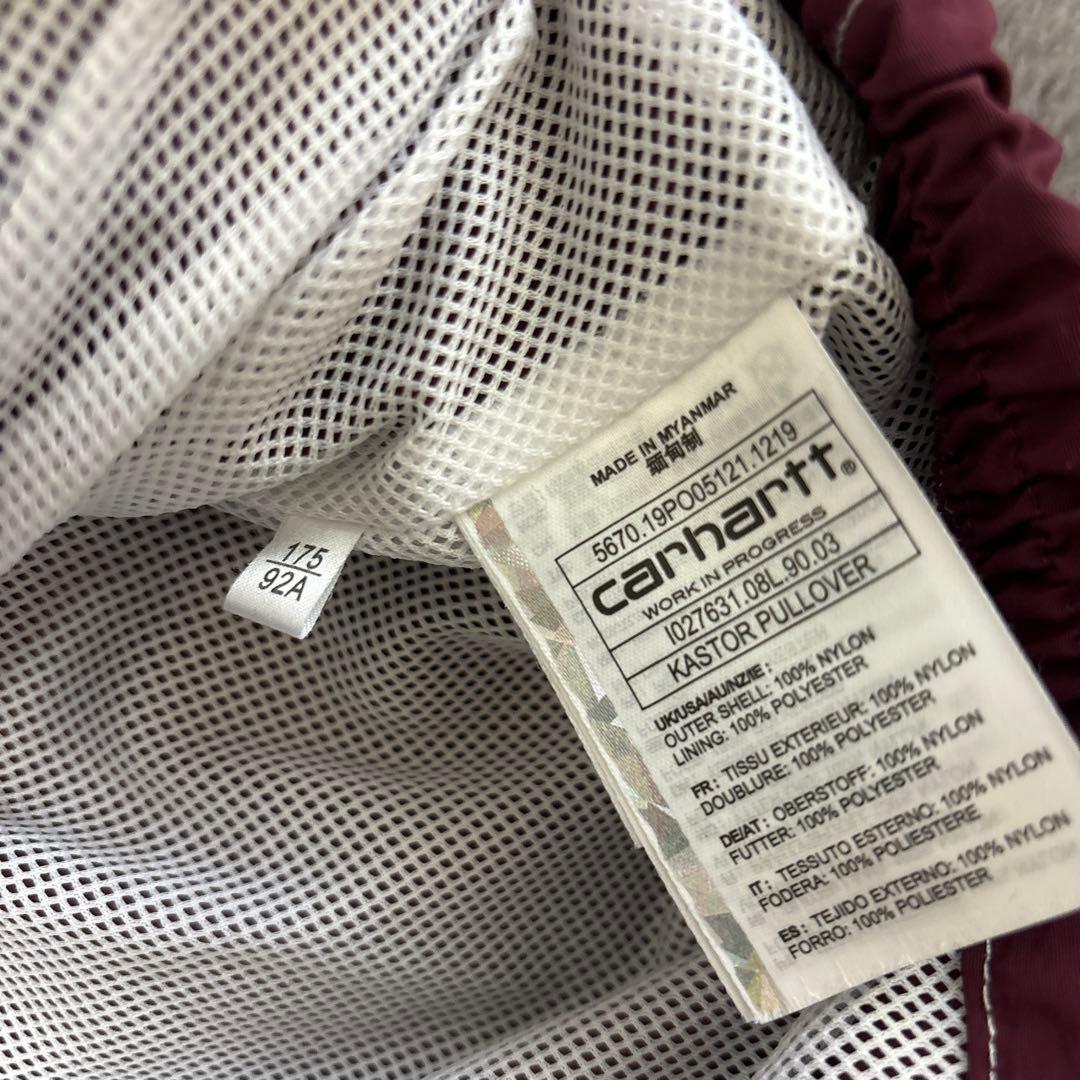 175
92A
MADE IN MYANMAR
缅甸制
5670.19PO05121.1219
carhartt®
WORK IN PROGRESS
I027631.08L.90.03
KASTOR PULLOVER
UK/USA/AU/NZ/IE:
OUTER SHELL: 100% NYLON
LINING: 100% POLYESTER
FR: TISSU EXTERIEUR: 100% NYLON
DOUBLURE: 100% POLYESTER
DE/AT: OBERSTOFF: 100% NYLON
FUTTER: 100% POLYESTER
IT: TESSUTO ESTERNO: 100% NYLON
FODERA: 100% POLIESTERE
ES: TEJIDO EXTERNO: 100% NYLON
FORRO: 100% POLIESTER